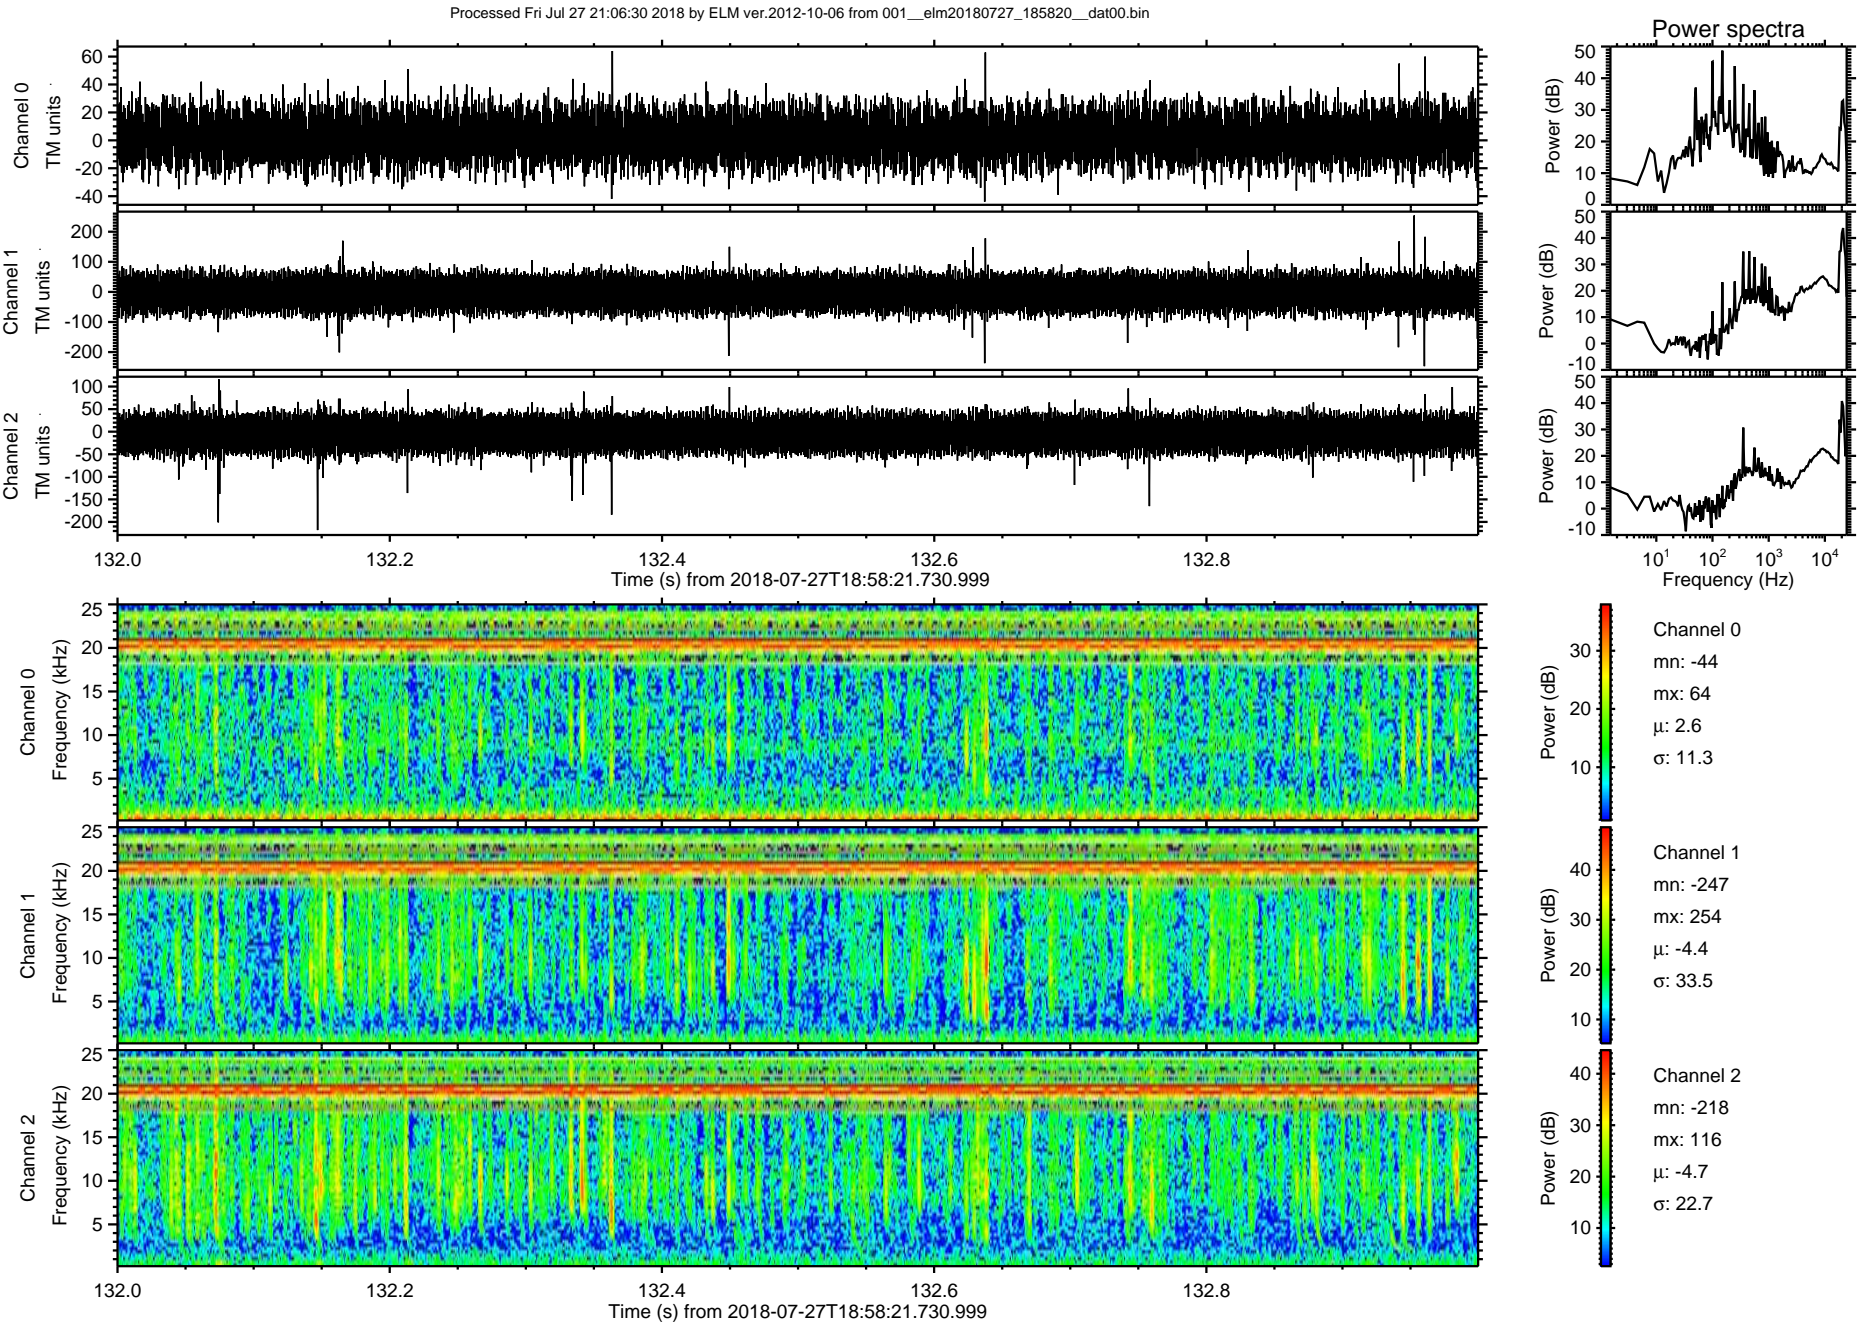 Processed Fri Jul 27 21:06:30 2018 by ELM ver.2012-10-06 from 001__elm20180727_185820__dat00.bin
Power spectra
Channel 0
TM units
60
40
20
0
-20
-40
Power (dB)
50
40
30
20
10
0
Channel 1
TM units
200
100
0
-100
-200
Power (dB)
50
40
30
20
10
0
-10
Channel 2
TM units
100
50
0
-50
-100
-150
-200
Power (dB)
50
40
30
20
10
0
-10
132.0 132.2 132.4 132.6 132.8
Time (s) from 2018-07-27T18:58:21.730.999
10^1 10^2 10^3 10^4
Frequency (Hz)
Channel 0
Frequency (kHz)
25
20
15
10
5
Power (dB)
30
20
10
Channel 0
mn: -44
mx: 64
μ: 2.6
σ: 11.3
Channel 1
Frequency (kHz)
25
20
15
10
5
Power (dB)
40
30
20
10
Channel 1
mn: -247
mx: 254
μ: -4.4
σ: 33.5
Channel 2
Frequency (kHz)
25
20
15
10
5
Power (dB)
40
30
20
10
Channel 2
mn: -218
mx: 116
μ: -4.7
σ: 22.7
132.0 132.2 132.4 132.6 132.8
Time (s) from 2018-07-27T18:58:21.730.999